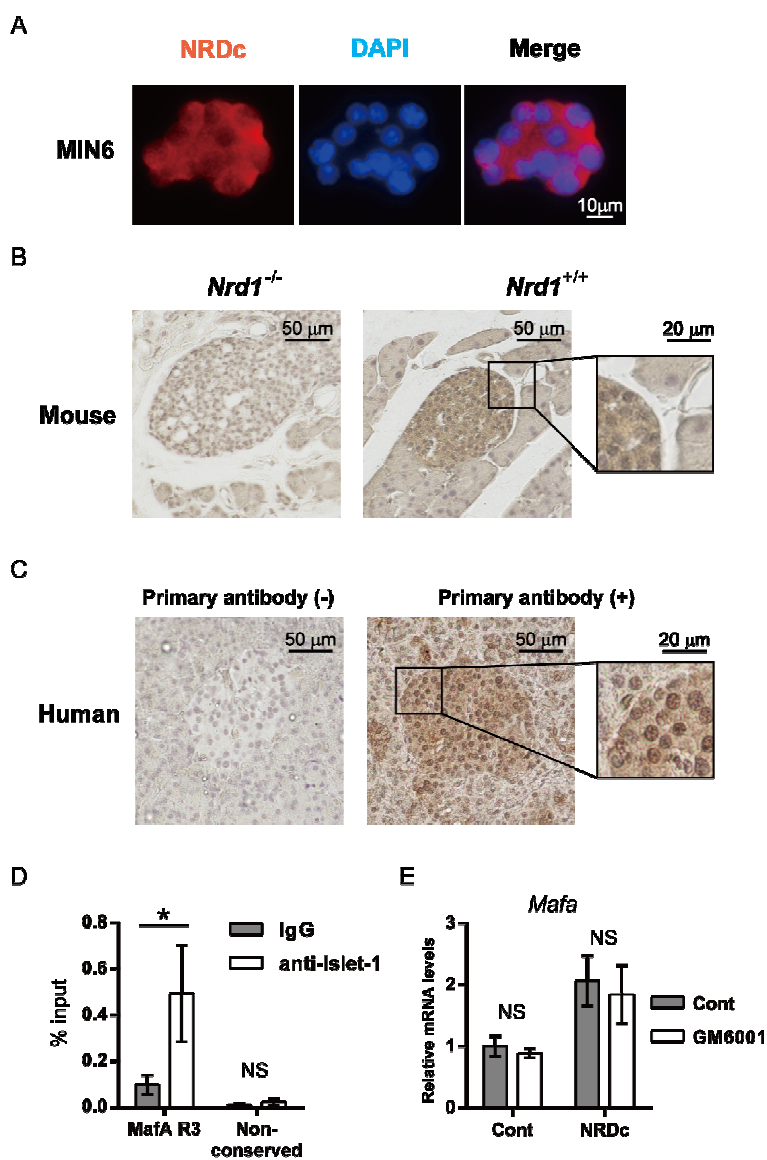 A
NRDc DAPI Merge
MIN6
10μm
B
Nrd1-/- Nrd1+/+
50 μm 50 μm 20 μm
Mouse
C
Primary antibody (-) Primary antibody (+)
50 μm 50 μm 20 μm
Human
D
% input
0.8
0.6
0.4
0.2
0.0
*
NS
IgG
anti-Islet-1
MafA R3
Non-conserved
E
Mafa
Relative mRNA levels
3
2
1
0
NS
NS
Cont
GM6001
Cont NRDc